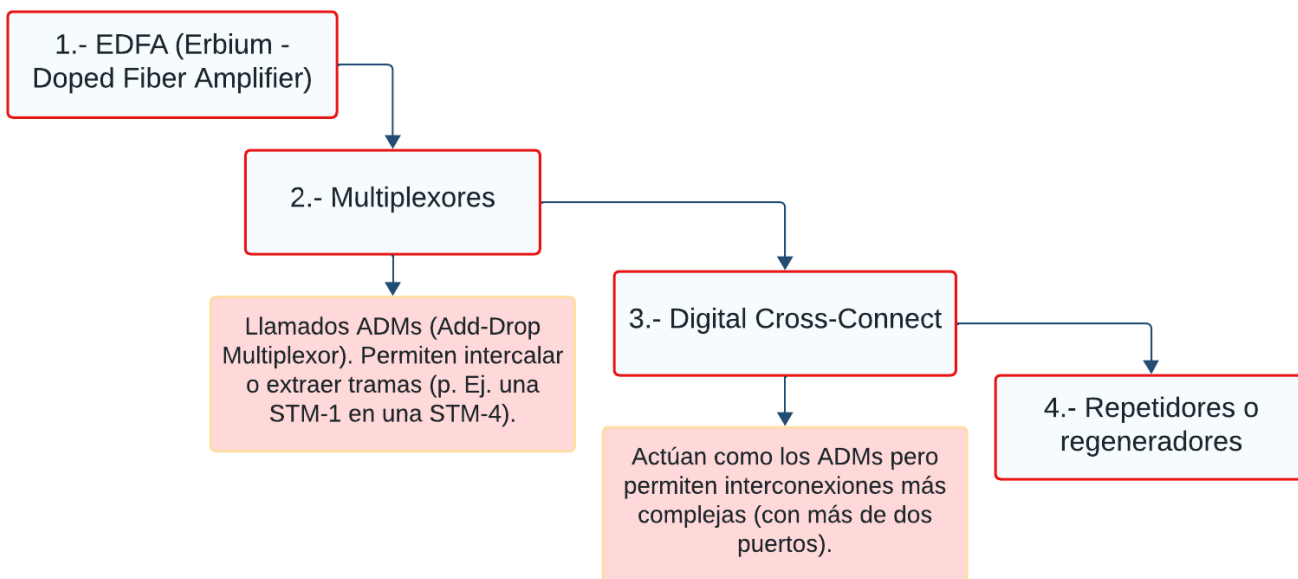 1.- EDFA (Erbium -
Doped Fiber Amplifier)
2.- Multiplexores
Llamados ADMs (Add-Drop
Multiplexor). Permiten intercalar
o extraer tramas (p. Ej. una
STM-1 en una STM-4).
3.- Digital Cross-Connect
Actúan como los ADMs pero
permiten interconexiones más
complejas (con más de dos
puertos).
4.- Repetidores o
regeneradores